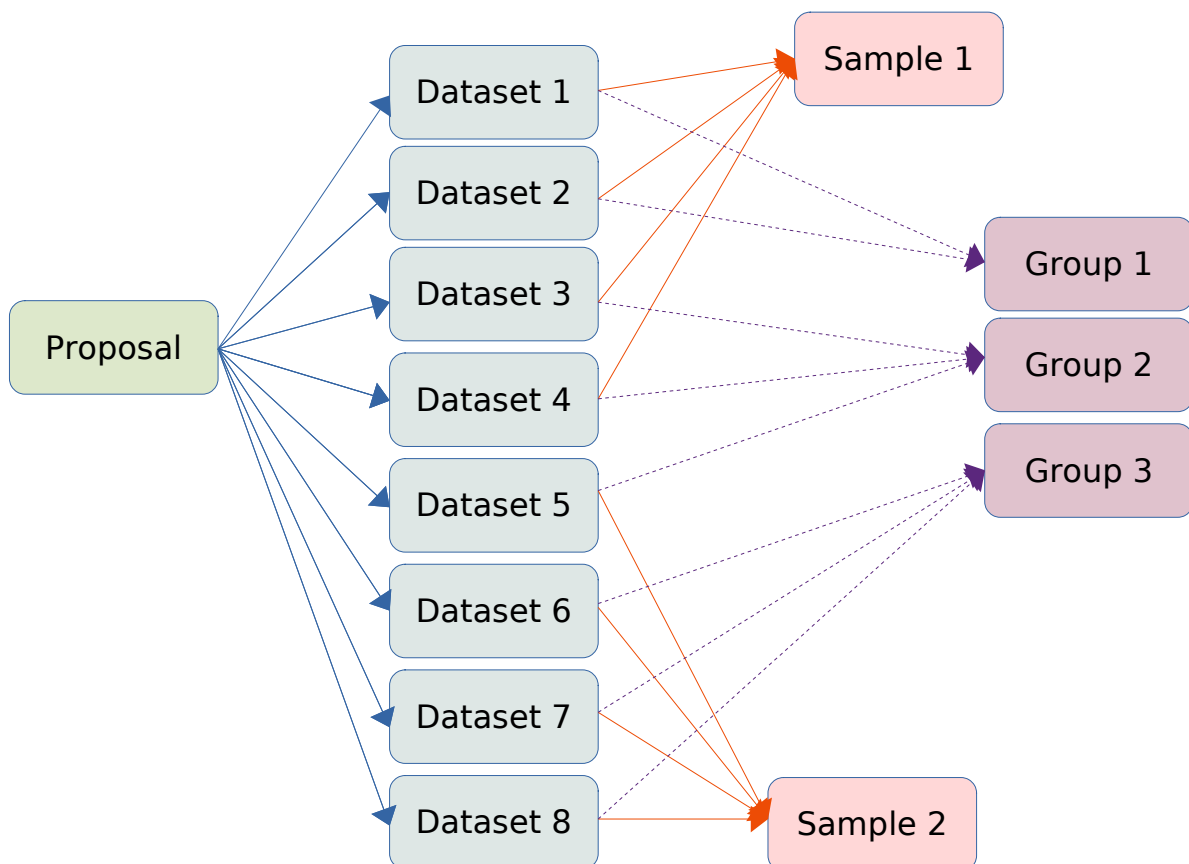 Proposal
Dataset 1
Dataset 2
Dataset 3
Dataset 4
Dataset 5
Dataset 6
Dataset 7
Dataset 8
Sample 1
Group 1
Group 2
Group 3
Sample 2